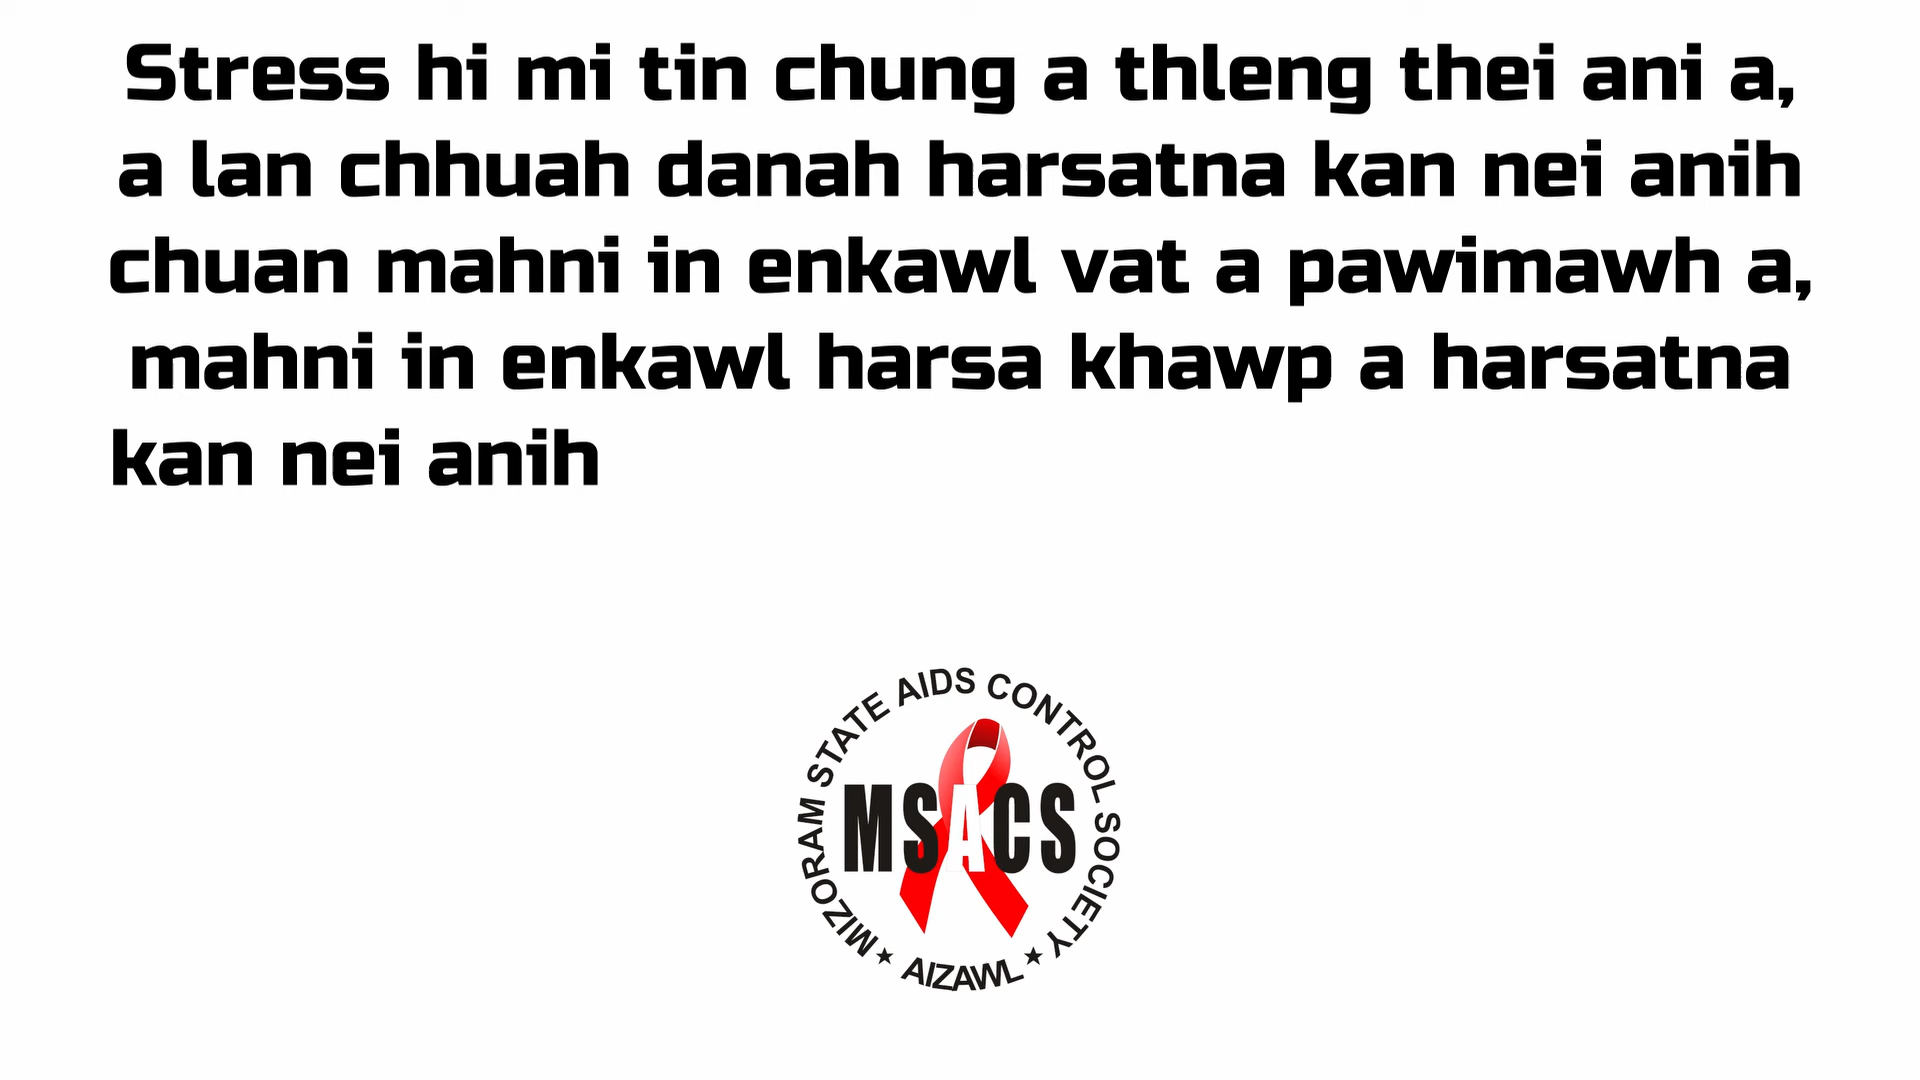 Stress hi mi tin chung a thleng thei ani a,
a lan chhuah danah harsatna kan nei anih
chuan mahni in enkawl vat a pawimawh a,
mahni in enkawl harsa khawp a harsatna
kan nei anih
MIZORAM STATE AIDS CONTROL SOCIETY
MSACS
★ AIZAWL ★